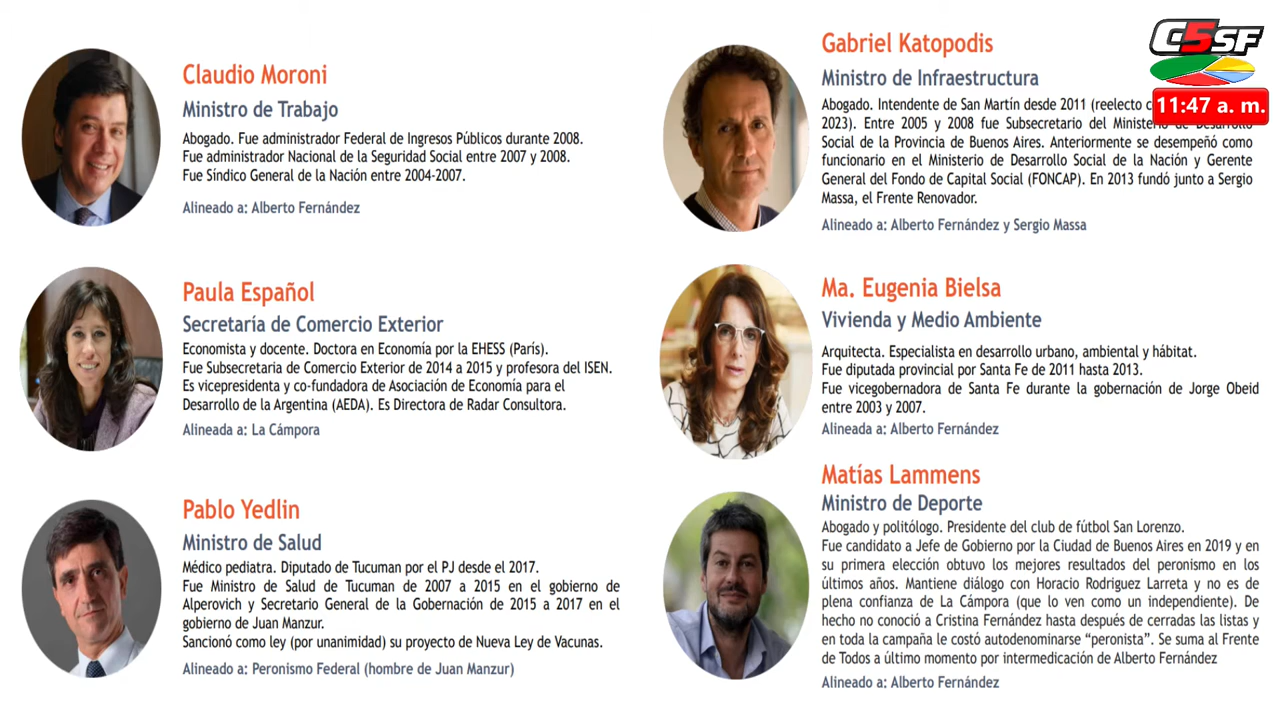 Claudio Moroni
Ministro de Trabajo
Abogado. Fue administrador Federal de Ingresos Públicos durante 2008.
Fue administrador Nacional de la Seguridad Social entre 2007 y 2008.
Fue Síndico General de la Nación entre 2004-2007.
Alineado a: Alberto Fernández
Paula Español
Secretaría de Comercio Exterior
Economista y docente. Doctora en Economía por la EHESS (París).
Fue Subsecretaria de Comercio Exterior de 2014 a 2015 y profesora del ISEN.
Es vicepresidenta y co-fundadora de Asociación de Economía para el
Desarrollo de la Argentina (AEDA). Es Directora de Radar Consultora.
Alineada a: La Cámpora
Pablo Yedlin
Ministro de Salud
Médico pediatra. Diputado de Tucuman por el PJ desde el 2017.
Fue Ministro de Salud de Tucuman de 2007 a 2015 en el gobierno de
Alperovich y Secretario General de la Gobernación de 2015 a 2017 en el
gobierno de Juan Manzur.
Sancionó como ley (por unanimidad) su proyecto de Nueva Ley de Vacunas.
Alineado a: Peronismo Federal (hombre de Juan Manzur)
Gabriel Katopodis
Ministro de Infraestructura
Abogado. Intendente de San Martín desde 2011 (reelecto
2023). Entre 2005 y 2008 fue Subsecretario del Ministerio de Desarrollo
Social de la Provincia de Buenos Aires. Anteriormente se desempeñó como
funcionario en el Ministerio de Desarrollo Social de la Nación y Gerente
General del Fondo de Capital Social (FONCAP). En 2013 fundó junto a Sergio
Massa, el Frente Renovador.
Alineado a: Alberto Fernández y Sergio Massa
Ma. Eugenia Bielsa
Vivienda y Medio Ambiente
Arquitecta. Especialista en desarrollo urbano, ambiental y hábitat.
Fue diputada provincial por Santa Fe de 2011 hasta 2013.
Fue vicegobernadora de Santa Fe durante la gobernación de Jorge Obeid
entre 2003 y 2007.
Alineada a: Alberto Fernández
Matías Lammens
Ministro de Deporte
Abogado y politólogo. Presidente del club de fútbol San Lorenzo.
Fue candidato a Jefe de Gobierno por la Ciudad de Buenos Aires en 2019 y en
su primera elección obtuvo los mejores resultados del peronismo en los
últimos años. Mantiene diálogo con Horacio Rodriguez Larreta y no es de
plena confianza de La Cámpora (que lo ven como un independiente). De
hecho no conoció a Cristina Fernández hasta después de cerradas las listas y
en toda la campaña le costó autodenominarse “peronista”. Se suma al Frente
de Todos a último momento por intermedicación de Alberto Fernández
Alineado a: Alberto Fernández
C5SF
11:47 a. m.